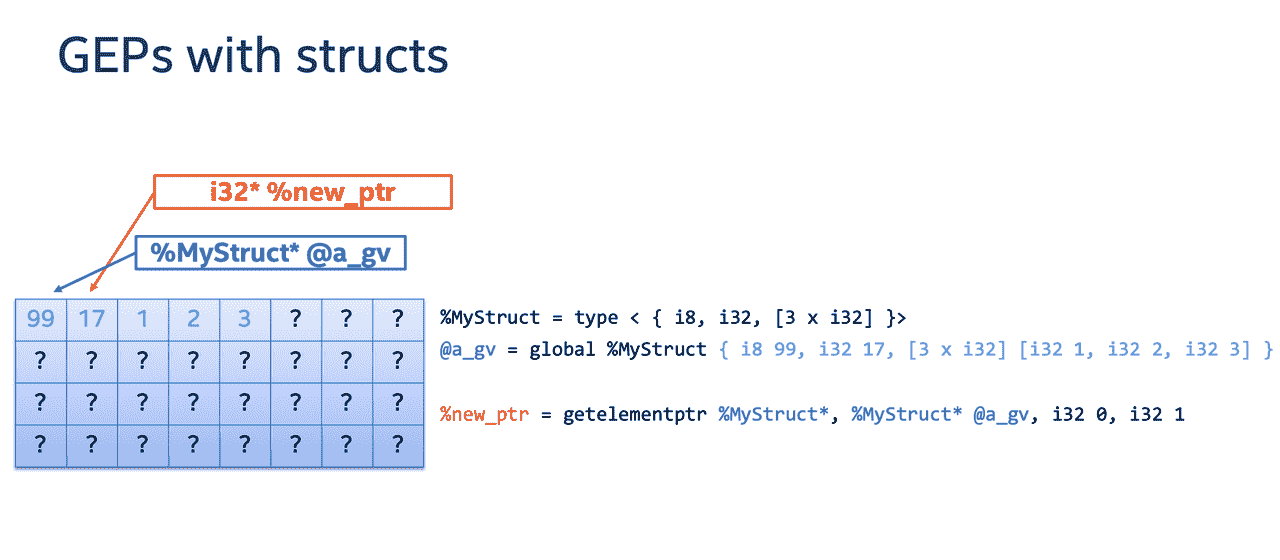 GEPs with structs
i32* %new_ptr
%MyStruct* @a_gv
99 17 1 2 3 ? ? ?
? ? ? ? ? ? ? ?
? ? ? ? ? ? ? ?
? ? ? ? ? ? ? ?
%MyStruct = type < { i8, i32, [3 x i32] }>
@a_gv = global %MyStruct { i8 99, i32 17, [3 x i32] [i32 1, i32 2, i32 3] }
%new_ptr = getelementptr %MyStruct*, %MyStruct* @a_gv, i32 0, i32 1